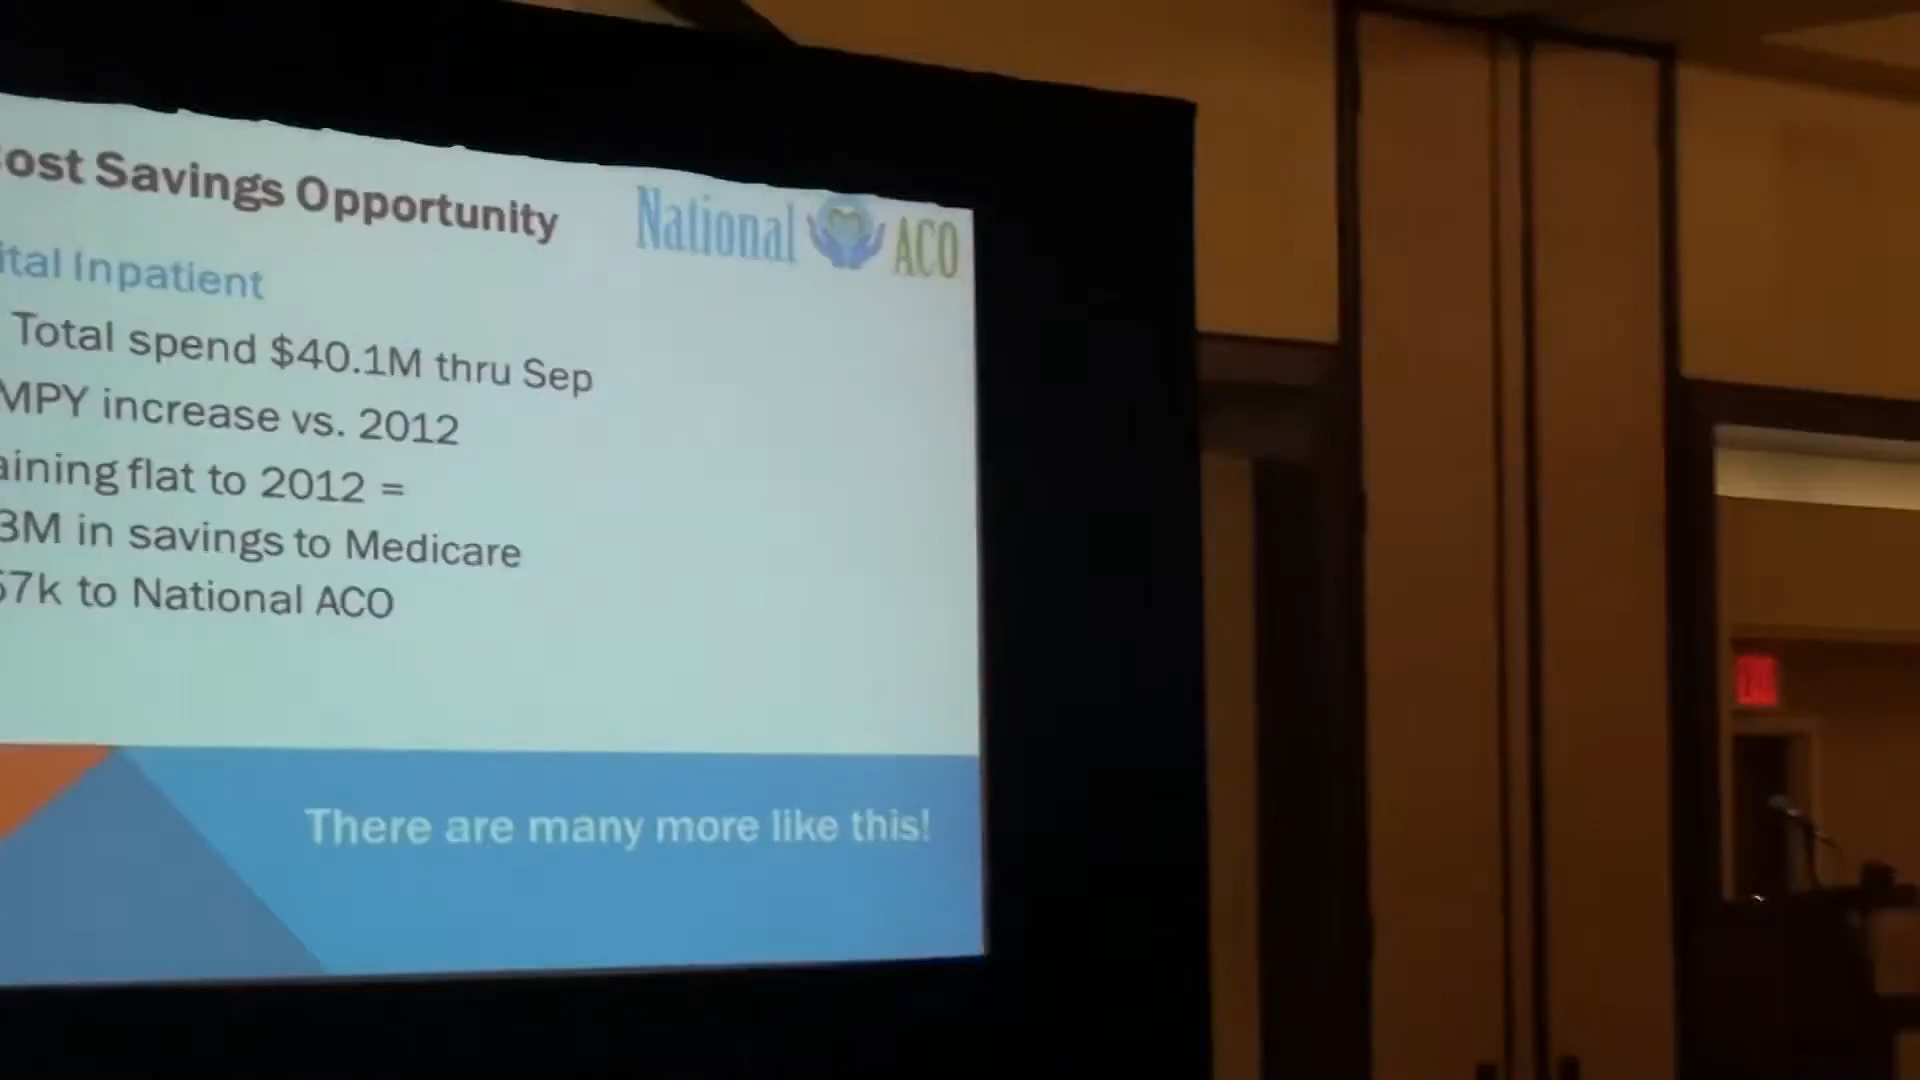 ost Savings Opportunity
National ACO
ital Inpatient
Total spend $40.1M thru Sep
MPY increase vs. 2012
aining flat to 2012 =
3M in savings to Medicare
57k to National ACO
There are many more like this!